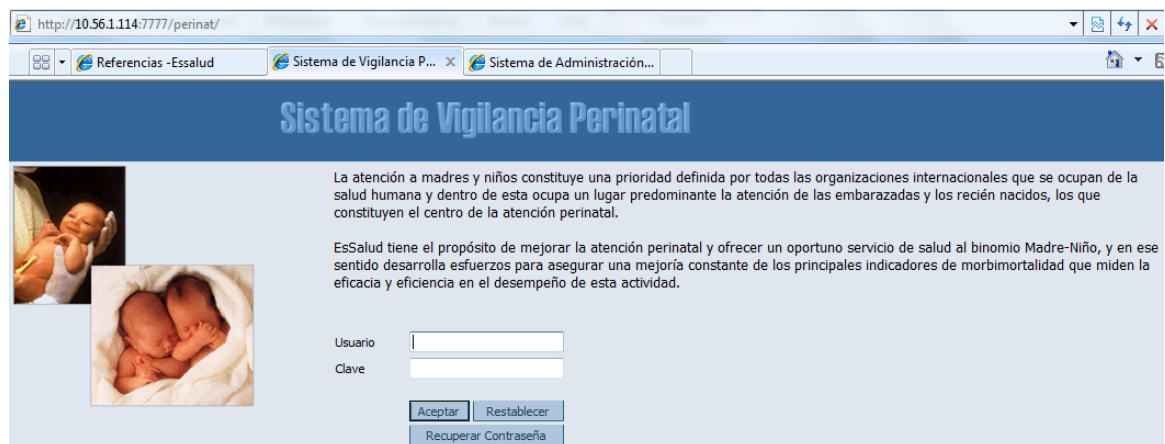 http://10.56.1.114:7777/perinat/
Referencias -Essalud
Sistema de Vigilancia P... X
Sistema de Administración...
Sistema de Vigilancia Perinatal
La atención a madres y niños constituye una prioridad definida por todas las organizaciones internacionales que se ocupan de la
salud humana y dentro de esta ocupa un lugar predominante la atención de las embarazadas y los recién nacidos, los que
constituyen el centro de la atención perinatal.
EsSalud tiene el propósito de mejorar la atención perinatal y ofrecer un oportuno servicio de salud al binomio Madre-Niño, y en ese
sentido desarrolla esfuerzos para asegurar una mejoría constante de los principales indicadores de morbimortalidad que miden la
eficacia y eficiencia en el desempeño de esta actividad.
Usuario
Clave
Aceptar Restablecer
Recuperar Contraseña